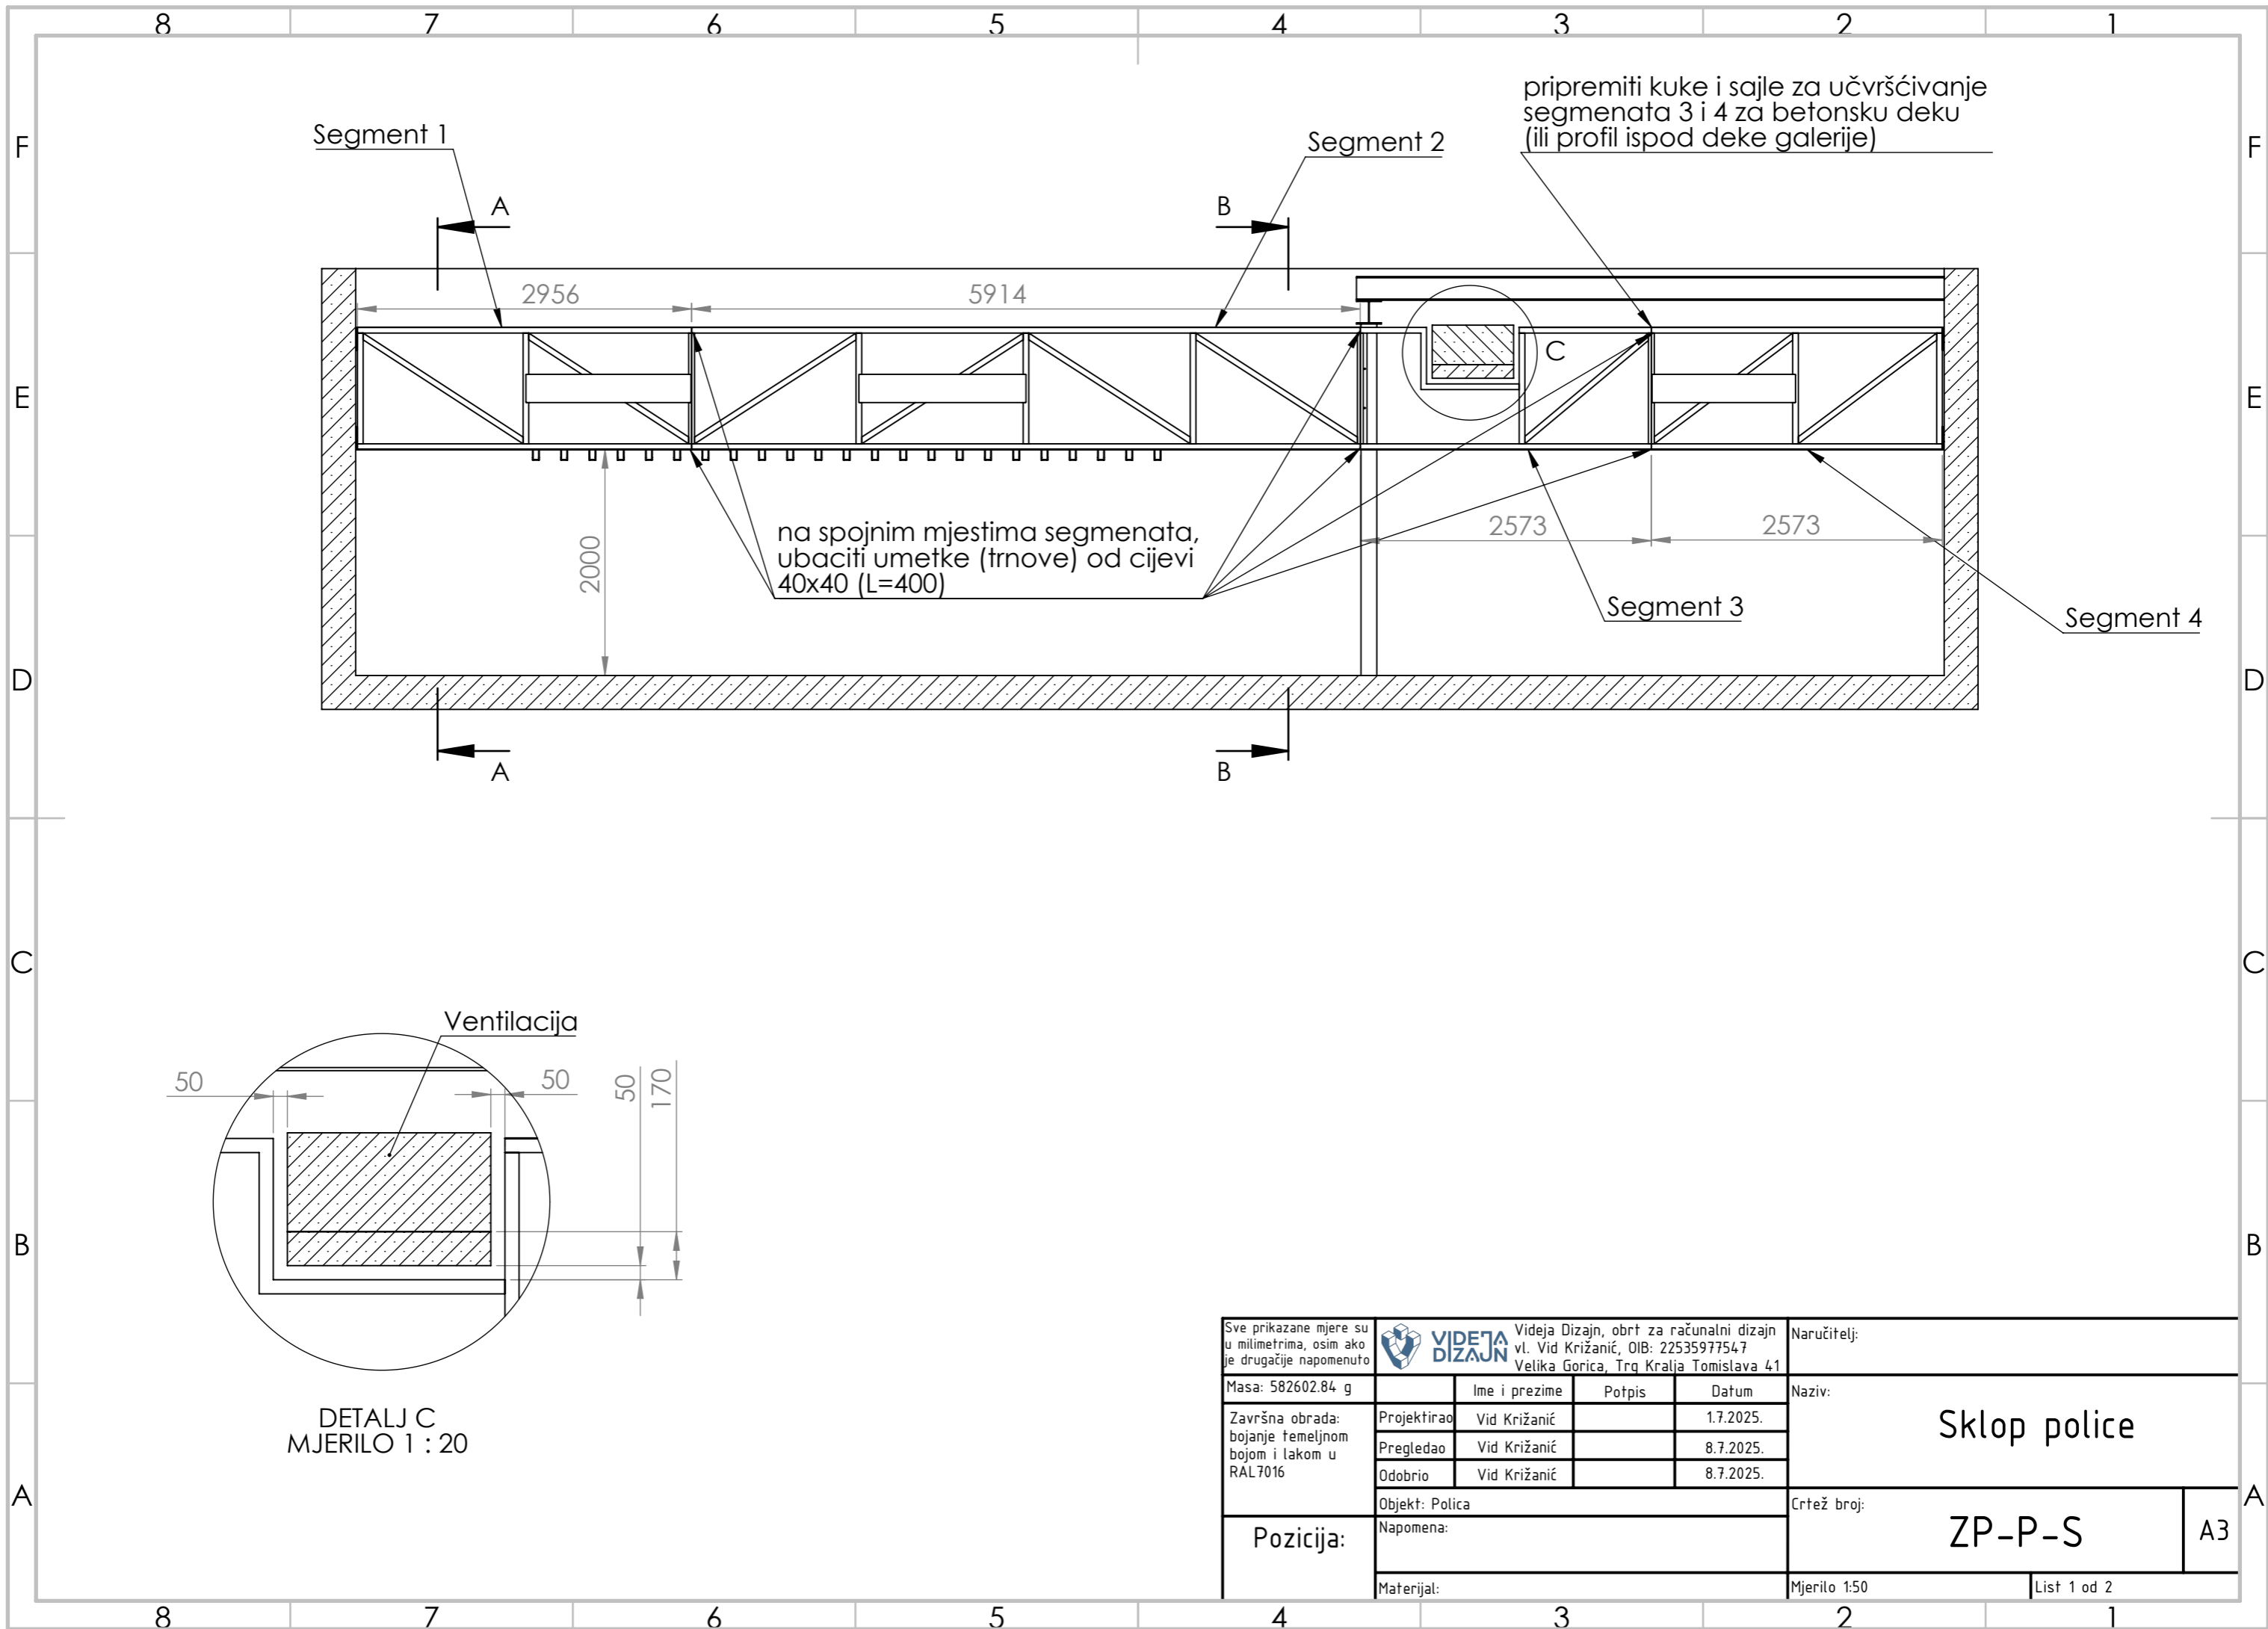 8 7 6 5 4 3 2 1
F
E
D
C
B
A
F
E
D
C
B
A
Segment 1
Segment 2
pripremiti kuke i sajle za učvršćivanje
segmenata 3 i 4 za betonsku deku
(ili profil ispod deke galerije)
A
B
2956
5914
C
2000
na spojnim mjestima segmenata,
ubaciti umetke (trnove) od cijevi
40x40 (L=400)
2573
2573
Segment 3
Segment 4
A
B
Ventilacija
50
50
50
170
DETALJ C
MJERILO 1 : 20
Sve prikazane mjere su
u milimetrima, osim ako
je drugačije napomenuto
VIDEJA
DIZAJN
Videja Dizajn, obrt za računalni dizajn
vl. Vid Križanić, OIB: 22535977547
Velika Gorica, Trg Kralja Tomislava 41
Naručitelj:
Masa: 582602.84 g
Ime i prezime Potpis Datum
Naziv:
Sklop police
Završna obrada:
bojanje temeljnom
bojom i lakom u
RAL7016
Projektirao Vid Križanić 1.7.2025.
Pregledao Vid Križanić 8.7.2025.
Odobrio Vid Križanić 8.7.2025.
Objekt: Polica
Crtež broj:
ZP-P-S
A3
Pozicija:
Napomena:
Materijal:
Mjerilo 1:50
List 1 od 2
8 7 6 5 4 3 2 1